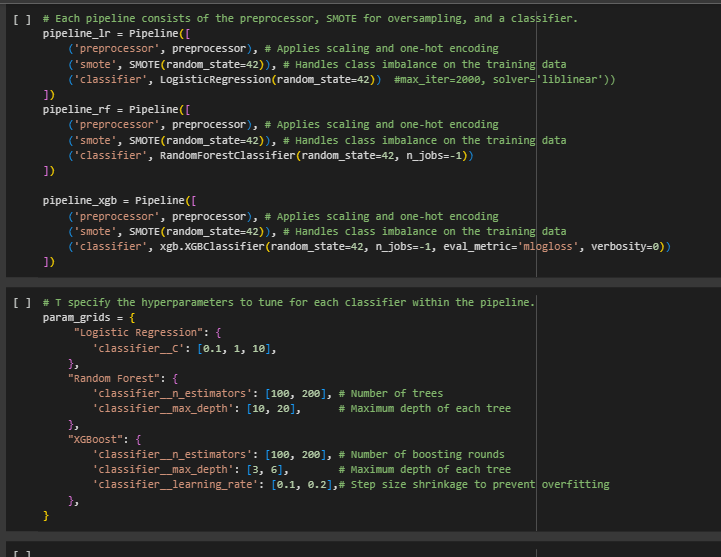 [ ] # Each pipeline consists of the preprocessor, SMOTE for oversampling, and a classifier.
pipeline_lr = Pipeline([
    ('preprocessor', preprocessor), # Applies scaling and one-hot encoding
    ('smote', SMOTE(random_state=42)), # Handles class imbalance on the training data
    ('classifier', LogisticRegression(random_state=42))  #max_iter=2000, solver='liblinear'))
])
pipeline_rf = Pipeline([
    ('preprocessor', preprocessor), # Applies scaling and one-hot encoding
    ('smote', SMOTE(random_state=42)), # Handles class imbalance on the training data
    ('classifier', RandomForestClassifier(random_state=42, n_jobs=-1))
])
pipeline_xgb = Pipeline([
    ('preprocessor', preprocessor), # Applies scaling and one-hot encoding
    ('smote', SMOTE(random_state=42)), # Handles class imbalance on the training data
    ('classifier', xgb.XGBClassifier(random_state=42, n_jobs=-1, eval_metric='mlogloss', verbosity=0))
])
[ ] # T specify the hyperparameters to tune for each classifier within the pipeline.
param_grids = {
     "Logistic Regression": {
        'classifier__C': [0.1, 1, 10],
    },
    "Random Forest": {
        'classifier__n_estimators': [100, 200], # Number of trees
        'classifier__max_depth': [10, 20],      # Maximum depth of each tree
    },
    "XGBoost": {
        'classifier__n_estimators': [100, 200], # Number of boosting rounds
        'classifier__max_depth': [3, 6],        # Maximum depth of each tree
        'classifier__learning_rate': [0.1, 0.2],# Step size shrinkage to prevent overfitting
    },
}
[ ]